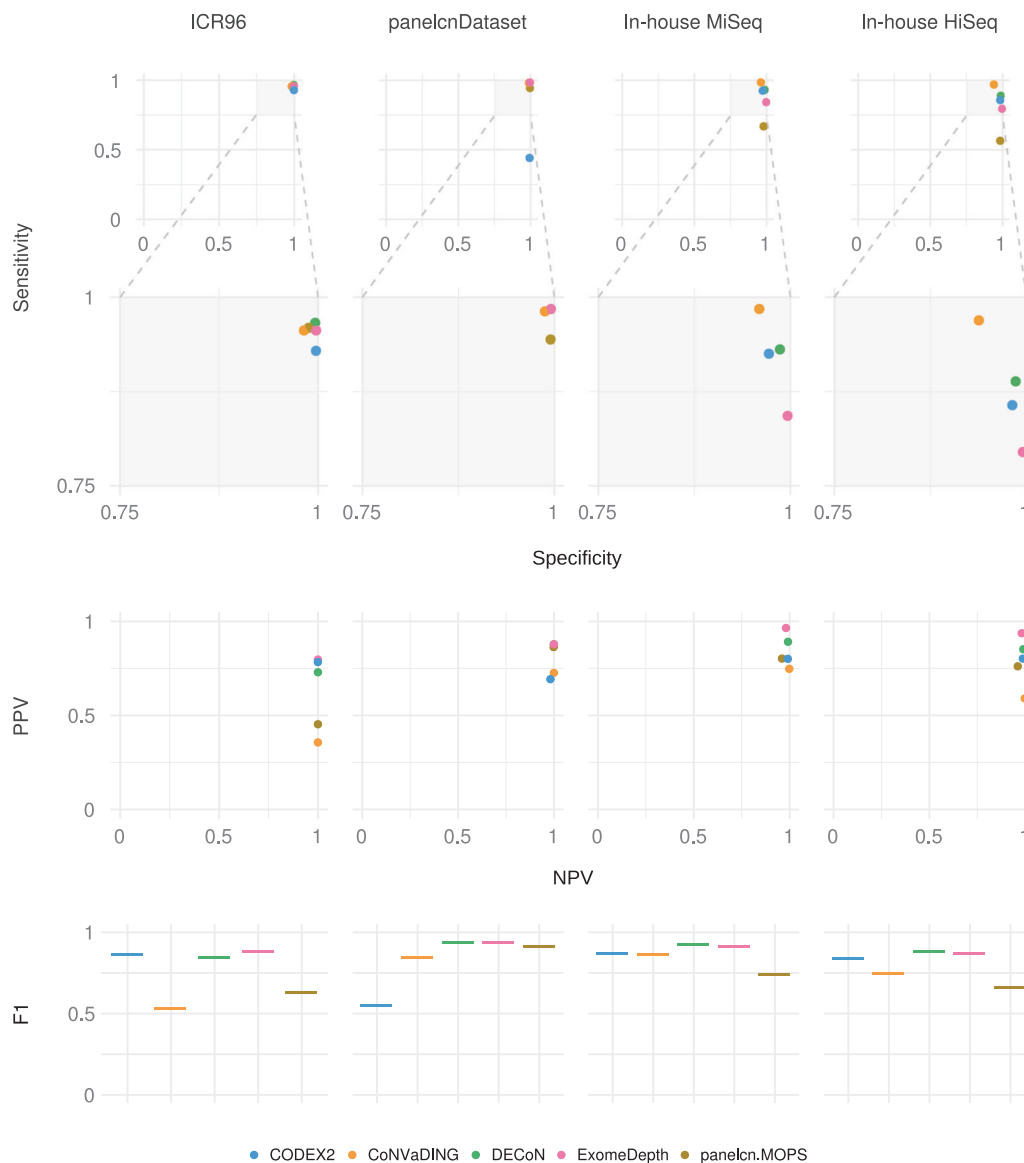 ICR96 panelcnDataset In-house MiSeq In-house HiSeq
1
0.5
0
0 0.5 1 0 0.5 1 0 0.5 1 0 0.5 1
Sensitivity
1
0.75
0.75 1 0.75 1 0.75 1 0.75 1
Specificity
1
PPV
0.5
0
0 0.5 1 0 0.5 1 0 0.5 1 0 0.5 1
NPV
1
F1
0.5
0
CODEX2 CoNVaDING DECoN ExomeDepth panelcn.MOPS